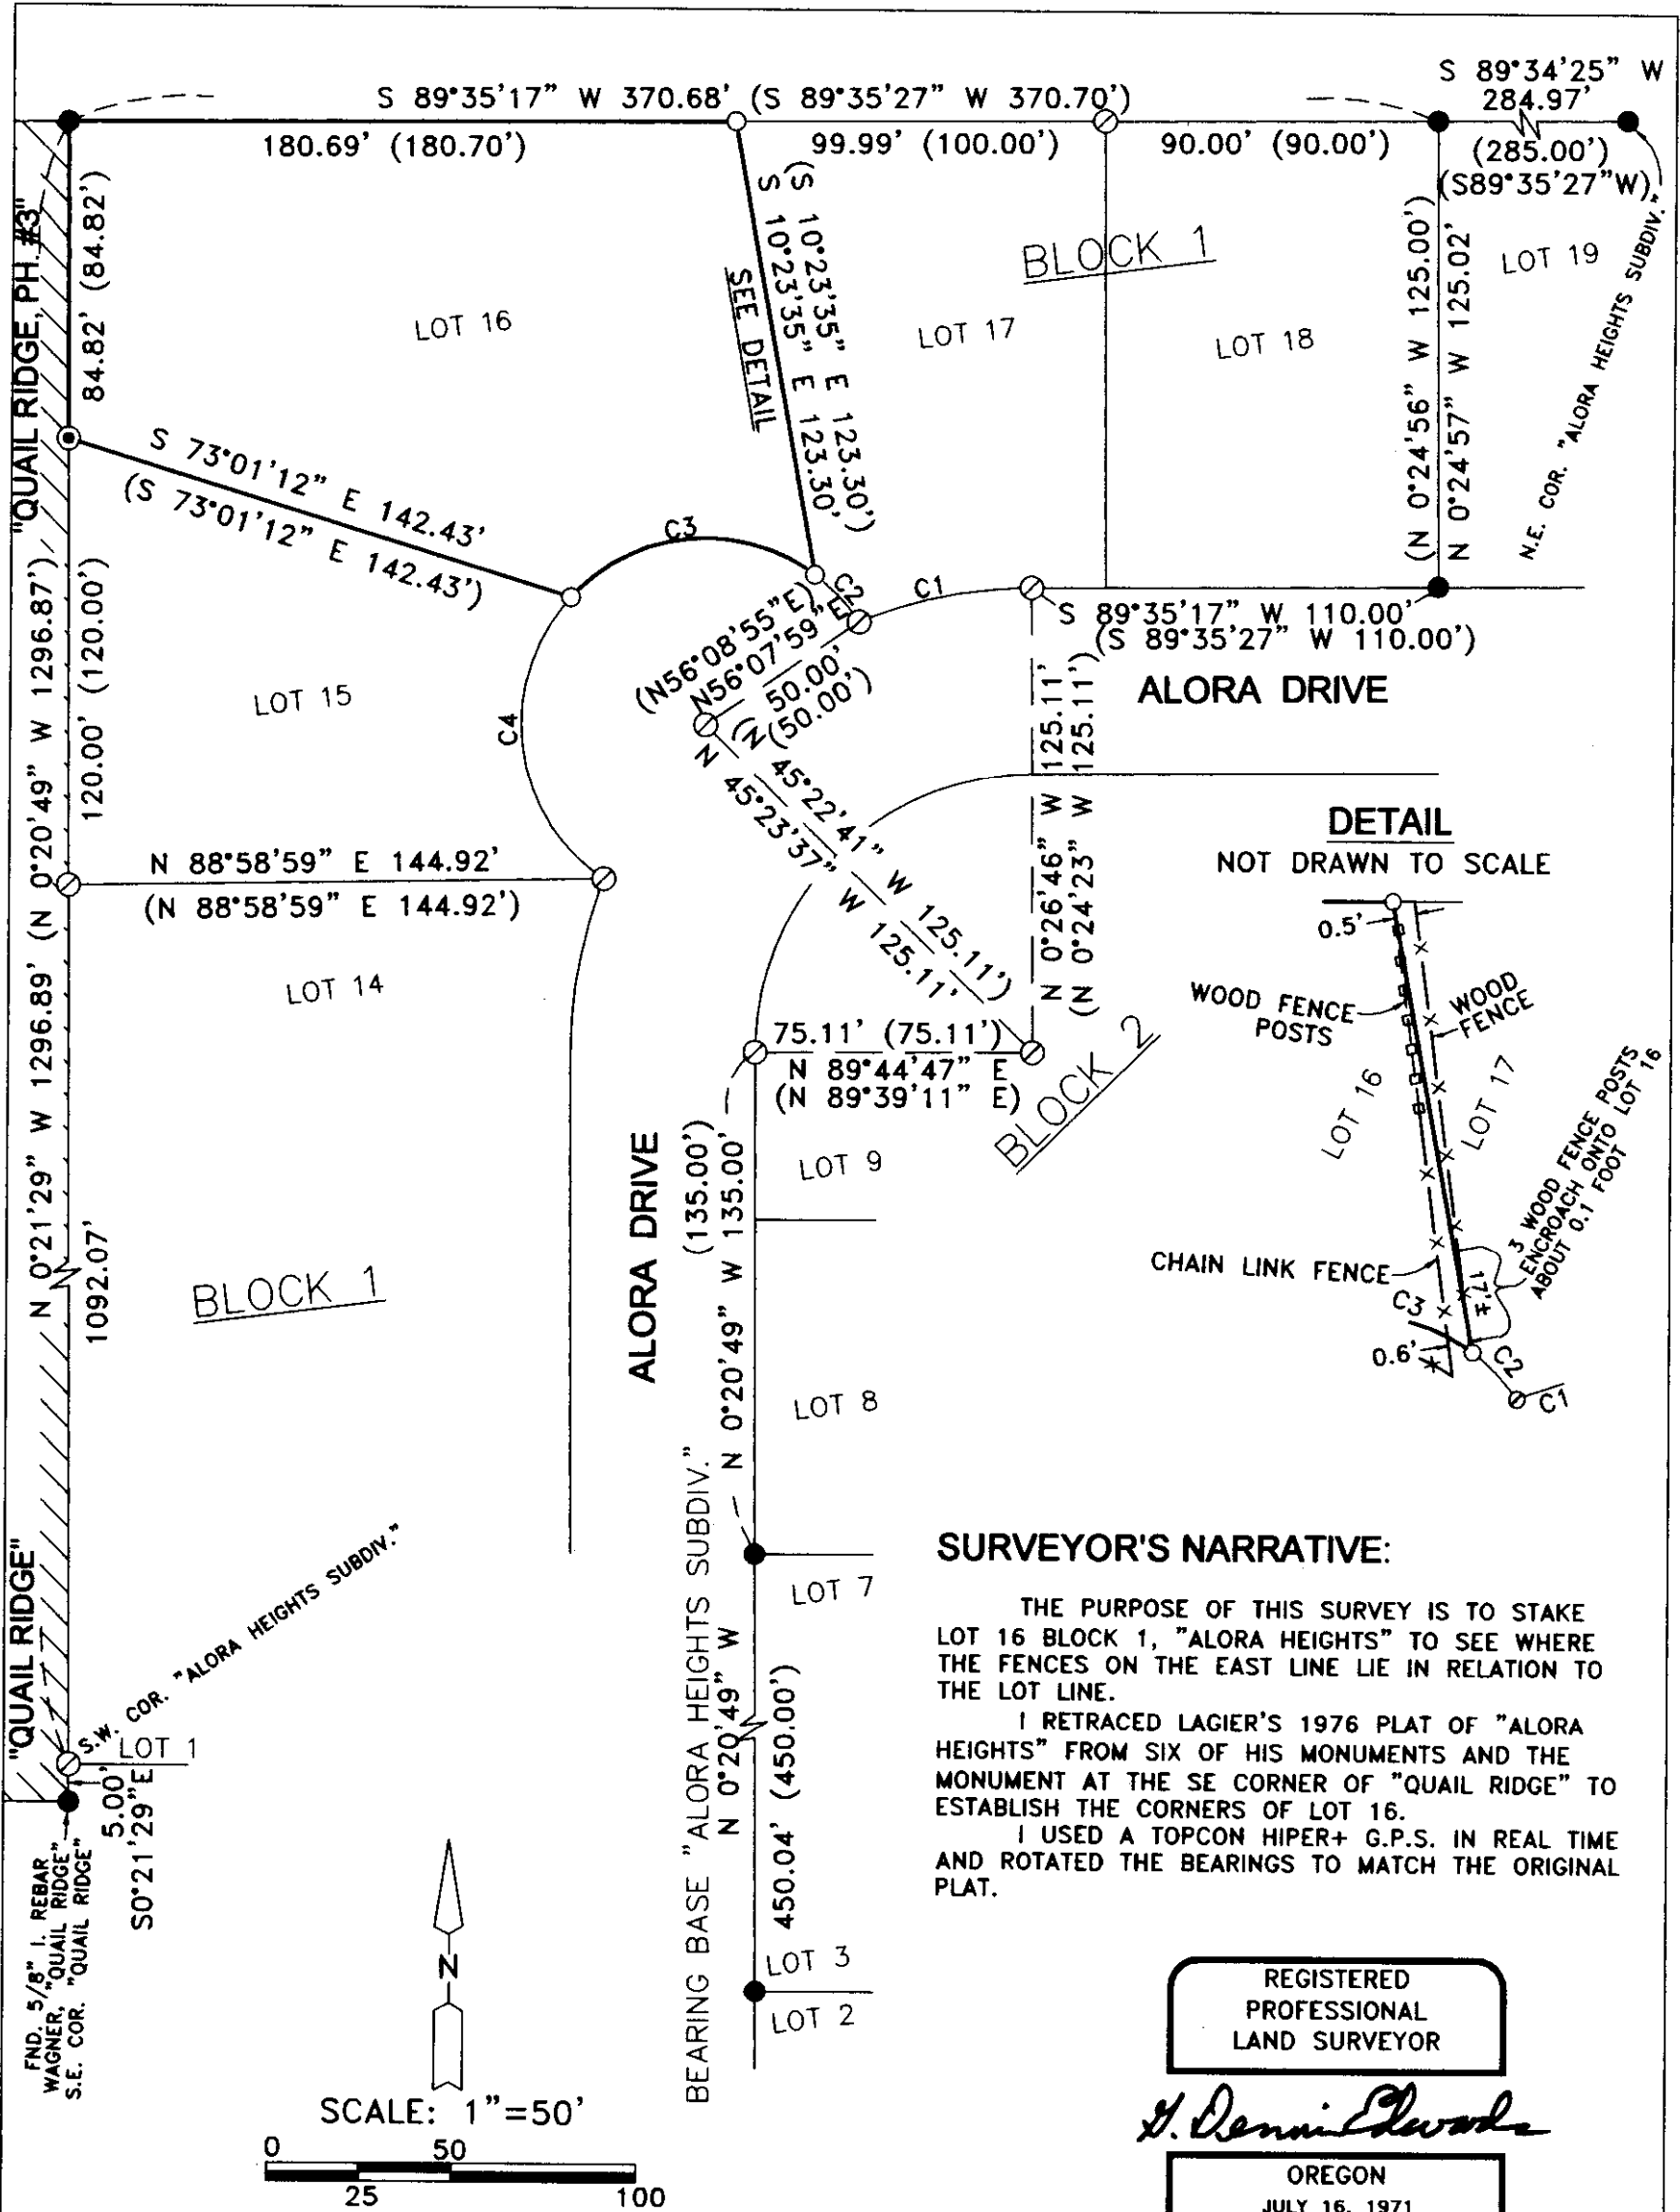 S 89°34'25" W
284.97'
S 89°35'17" W 370.68' (S 89°35'27" W 370.70')
180.69' (180.70')
99.99' (100.00')
90.00' (90.00')
(285.00')
(S89°35'27"W)
"QUAIL RIDGE, PH. #3"
84.82' (84.82')
(S 10°23'35" E 123.30')
S 10°23'35" E 123.30'
SEE DETAIL
BLOCK 1
LOT 16
LOT 17
LOT 18
LOT 19
(N 0°24'56" W 125.00')
N 0°24'57" W 125.02'
N.E. COR. "ALORA HEIGHTS SUBDIV."
S 73°01'12" E 142.43'
(S 73°01'12" E 142.43')
C3
C2
C1
S 89°35'17" W 110.00'
(S 89°35'27" W 110.00')
ALORA DRIVE
(N56°08'55"E)
N56°07'59"E
50.00'
(50.00')
N 0°21'29" W 1296.89' (N 0°20'49" W 1296.87')
120.00' (120.00')
LOT 15
C4
(N 45°22'41" W 125.11')
N 45°23'37" W 125.11'
N 0°26'46" W 125.11'
(N 0°24'23" W 125.11')
N 88°58'59" E 144.92'
(N 88°58'59" E 144.92')
LOT 14
DETAIL
NOT DRAWN TO SCALE
0.5'
WOOD FENCE
POSTS
WOOD
FENCE
LOT 16
LOT 17
3 WOOD FENCE POSTS
ENCROACH ONTO LOT 16
ABOUT 0.1 FOOT
CHAIN LINK FENCE
17'±
C3
0.6'
C2
C1
75.11' (75.11')
N 89°44'47" E
(N 89°39'11" E)
BLOCK 2
LOT 9
ALORA DRIVE
(135.00')
N 0°20'49" W 135.00'
1092.07'
BLOCK 1
LOT 8
LOT 7
"QUAIL RIDGE"
S.W. COR. "ALORA HEIGHTS SUBDIV."
LOT 1
5.00'
S0°21'29"E
FND. 5/8" I. REBAR
WAGNER, "QUAIL RIDGE"
S.E. COR. "QUAIL RIDGE"
BEARING BASE "ALORA HEIGHTS SUBDIV."
N 0°20'49" W
450.04' (450.00')
LOT 3
LOT 2
SURVEYOR'S NARRATIVE:
THE PURPOSE OF THIS SURVEY IS TO STAKE
LOT 16 BLOCK 1, "ALORA HEIGHTS" TO SEE WHERE
THE FENCES ON THE EAST LINE LIE IN RELATION TO
THE LOT LINE.
I RETRACED LAGIER'S 1976 PLAT OF "ALORA
HEIGHTS" FROM SIX OF HIS MONUMENTS AND THE
MONUMENT AT THE SE CORNER OF "QUAIL RIDGE" TO
ESTABLISH THE CORNERS OF LOT 16.
I USED A TOPCON HIPER+ G.P.S. IN REAL TIME
AND ROTATED THE BEARINGS TO MATCH THE ORIGINAL
PLAT.
N
SCALE: 1"=50'
0 50
25 100
REGISTERED
PROFESSIONAL
LAND SURVEYOR
G. Dennis Edwards
OREGON
JULY 16, 1971